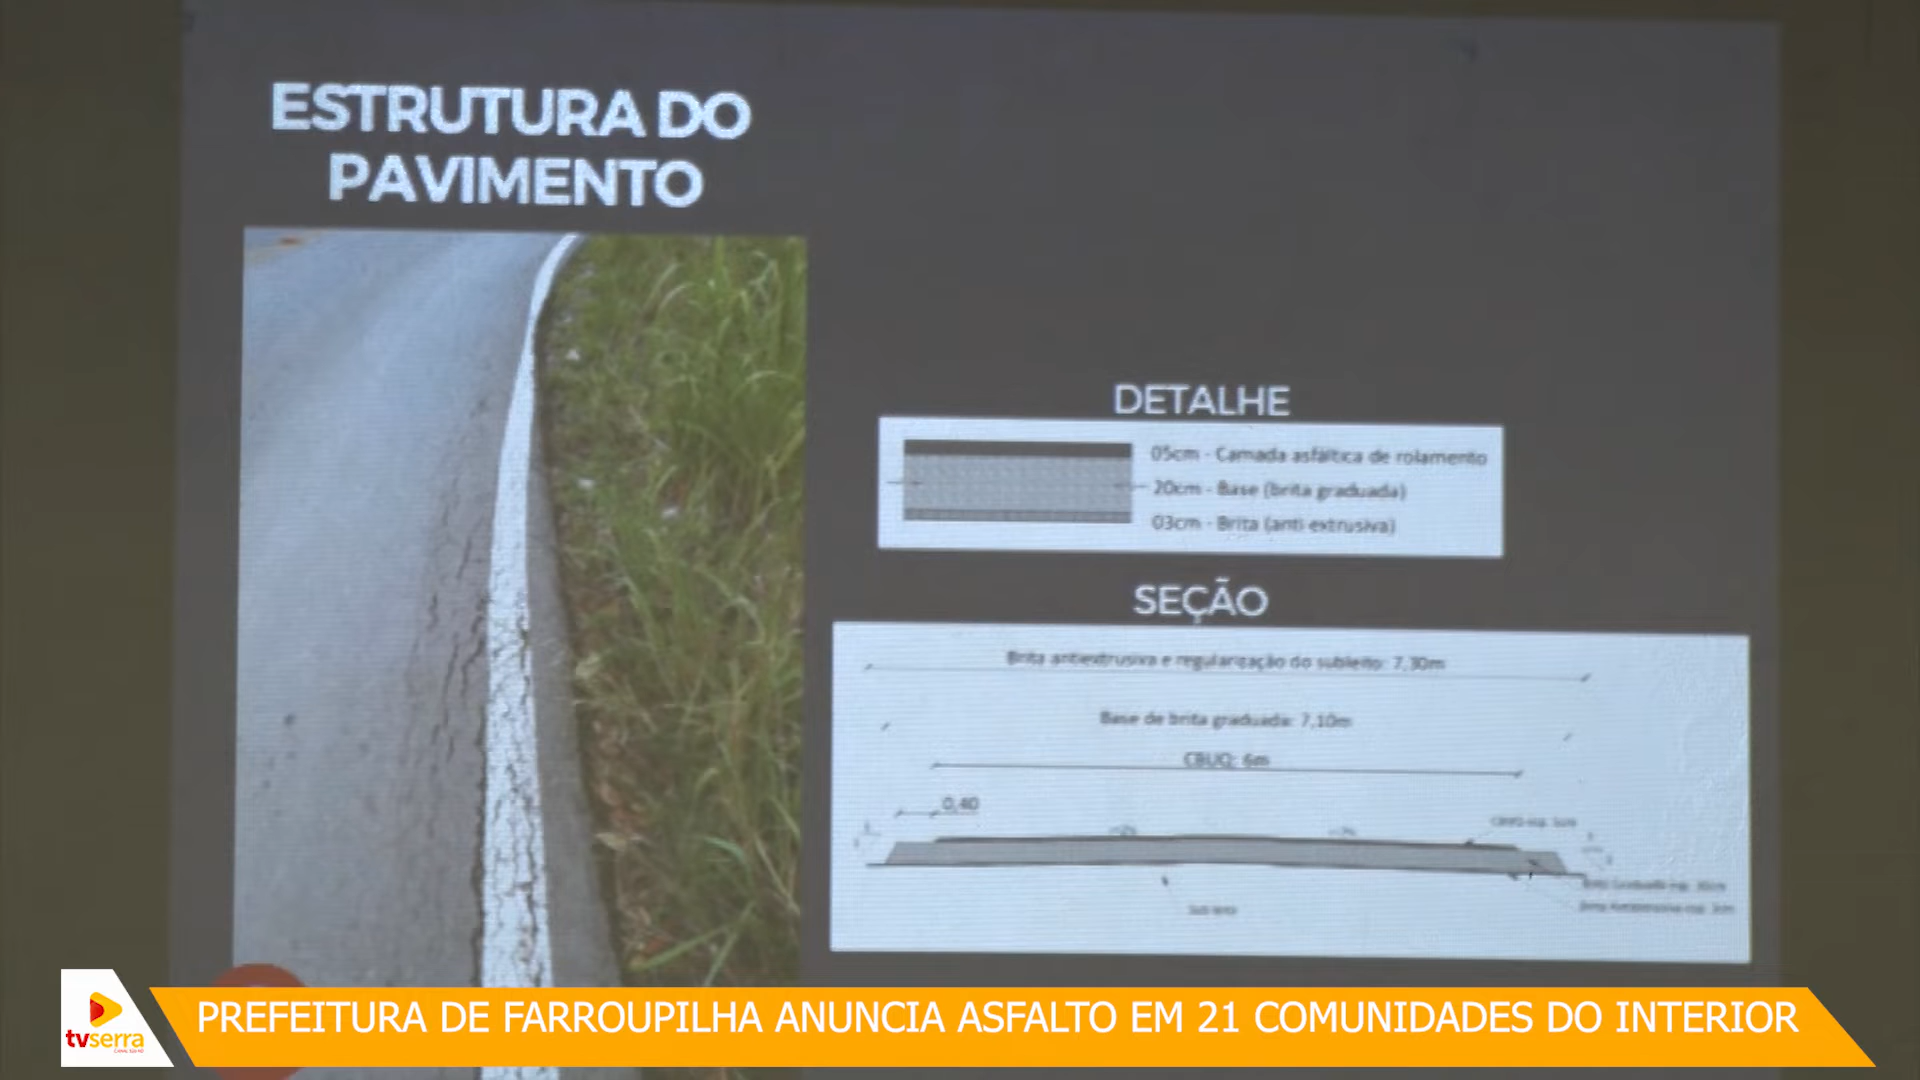 ESTRUTURA DO
PAVIMENTO
DETALHE
05cm - Camada asfáltica de rolamento
20cm - Base (brita graduada)
03cm - Brita (anti extrusiva)
SEÇÃO
Brita antiextrusiva e regularização do subleito: 7,30m
Base de brita graduada: 7,10m
CBUQ: 6m
0,40
PREFEITURA DE FARROUPILHA ANUNCIA ASFALTO EM 21 COMUNIDADES DO INTERIOR
tvserra